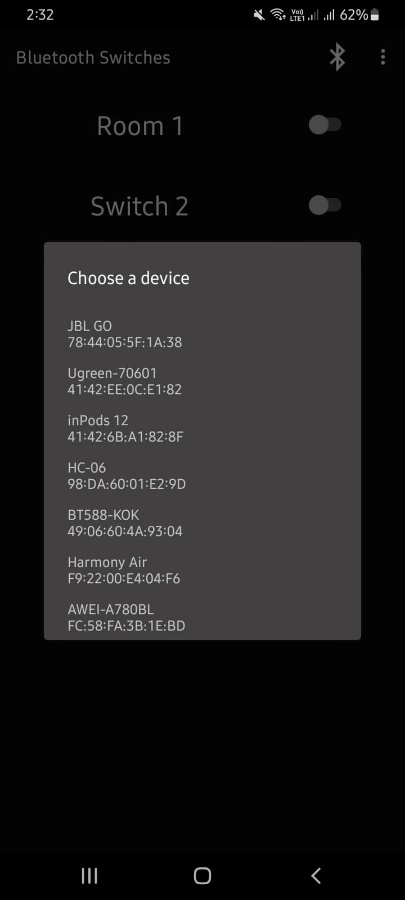 2:32
Vo))
LTE1
62%
Bluetooth Switches
Room 1
Switch 2
Choose a device
JBL GO
78:44:05:5F:1A:38
Ugreen-70601
41:42:EE:0C:E1:82
inPods 12
41:42:6B:A1:82:8F
HC-06
98:DA:60:01:E2:9D
BT588-KOK
49:06:60:4A:93:04
Harmony Air
F9:22:00:E4:04:F6
AWEI-A780BL
FC:58:FA:3B:1E:BD